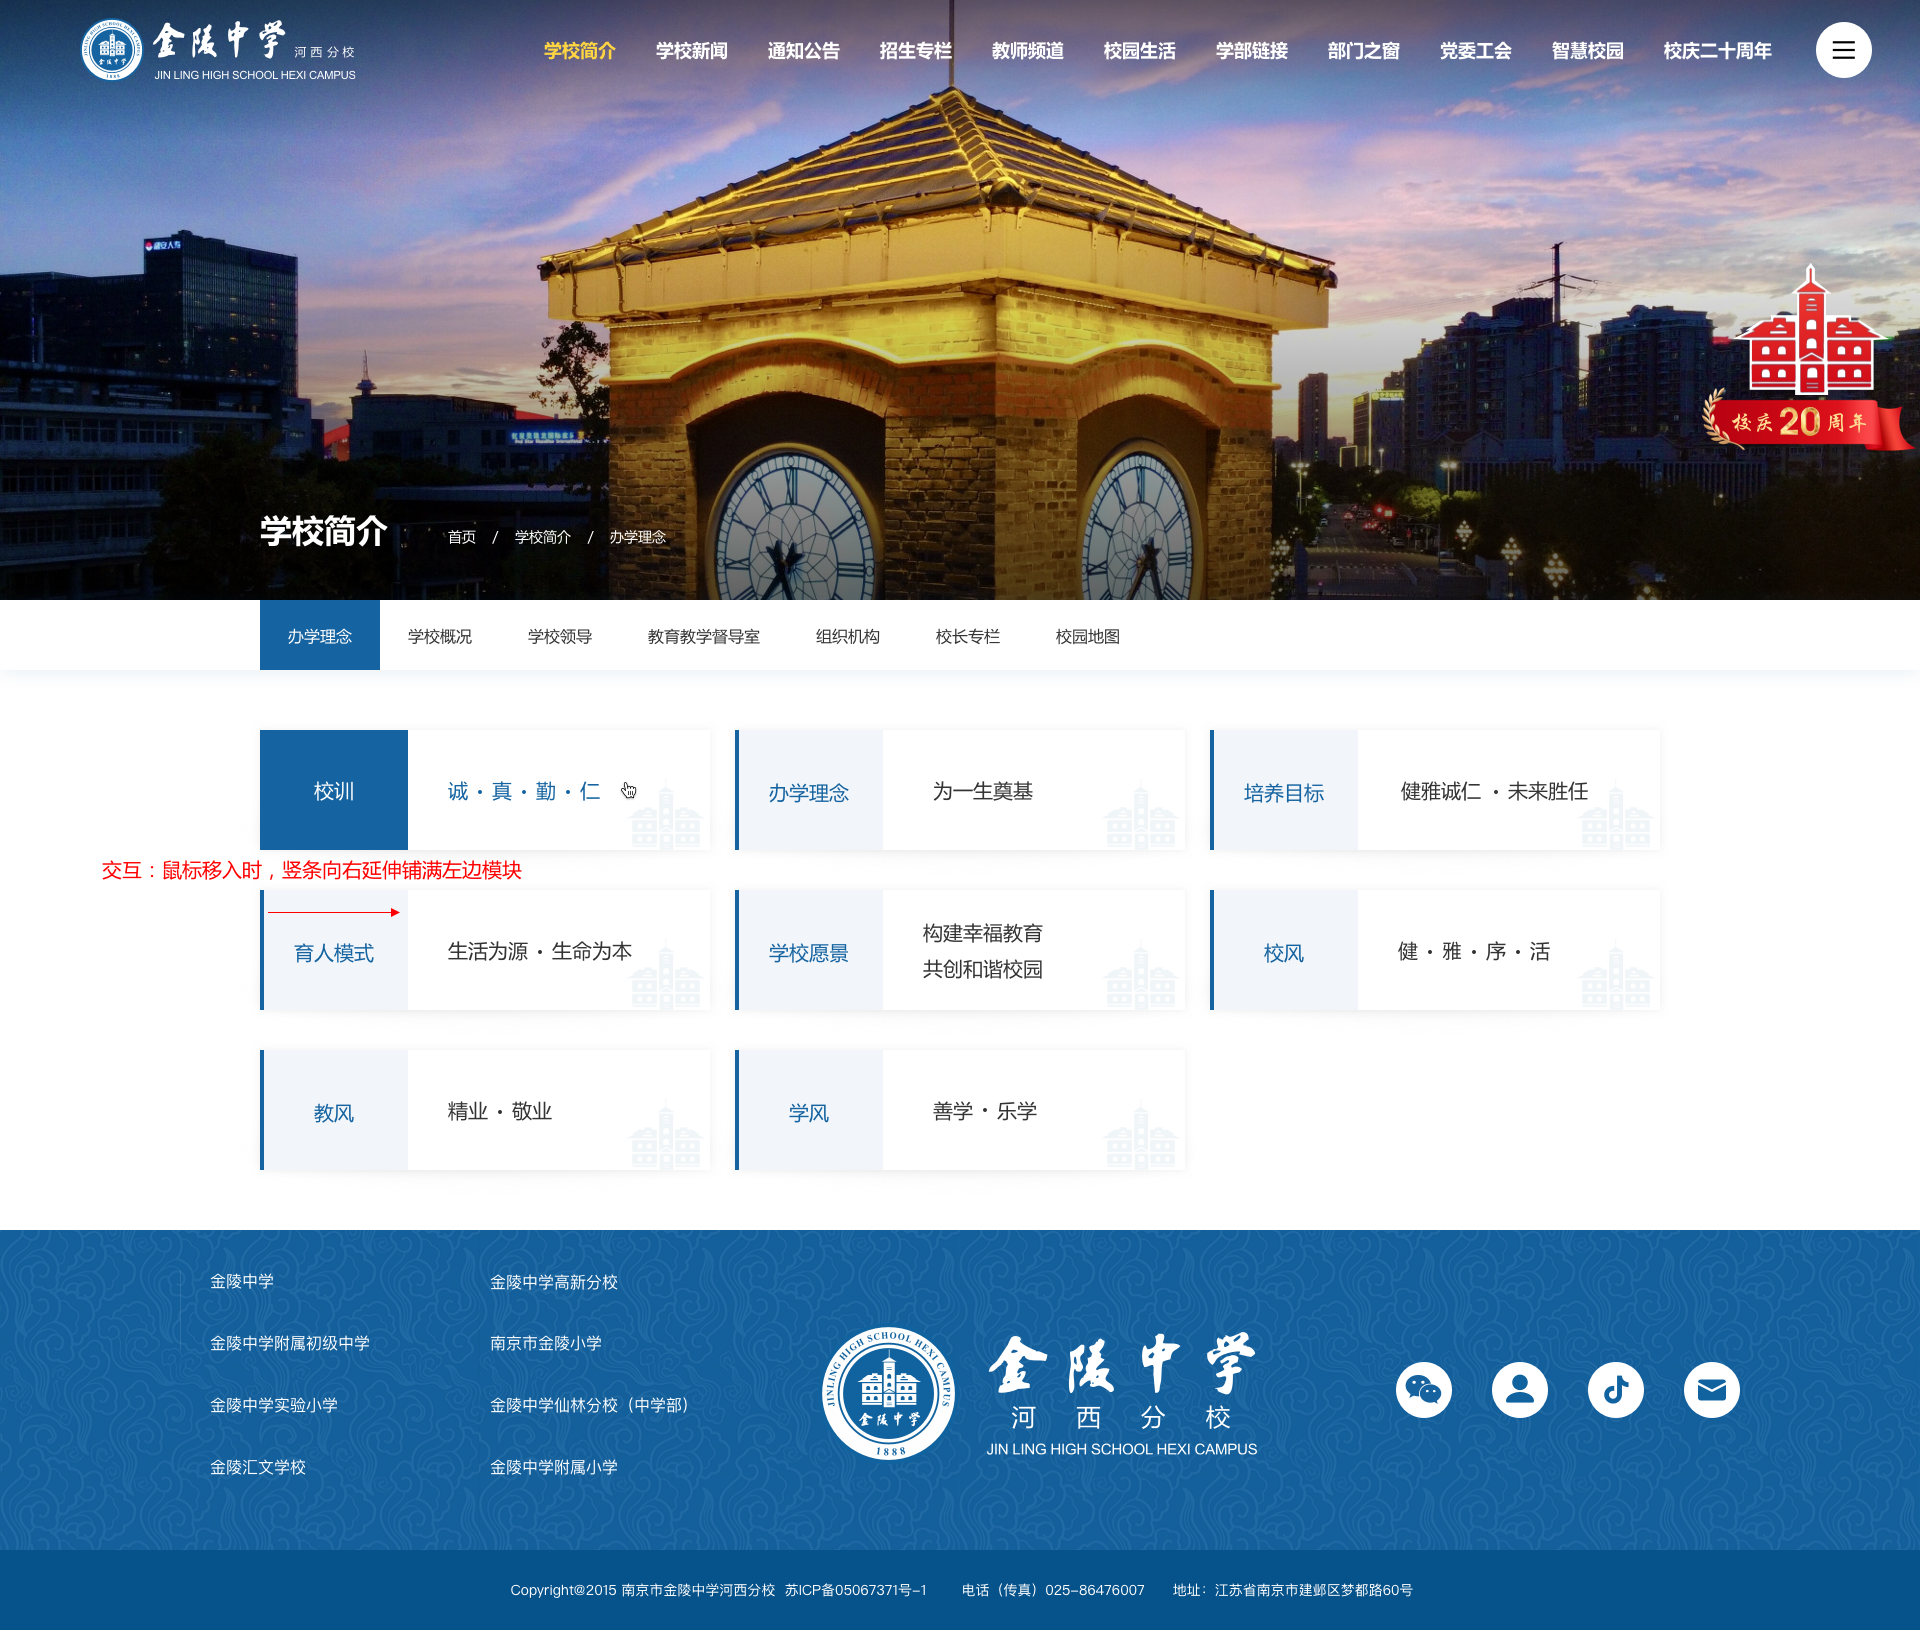 金陵中学 河西分校
JIN LING HIGH SCHOOL HEXI CAMPUS
学校简介 学校新闻 通知公告 招生专栏 教师频道 校园生活 学部链接 部门之窗 党委工会 智慧校园 校庆二十周年
校庆20周年
学校简介 首页 / 学校简介 / 办学理念
办学理念 学校概况 学校领导 教育教学督导室 组织机构 校长专栏 校园地图
校训 诚·真·勤·仁
办学理念 为一生奠基
培养目标 健雅诚仁·未来胜任
交互：鼠标移入时，竖条向右延伸铺满左边模块
育人模式 生活为源·生命为本
学校愿景 构建幸福教育
共创和谐校园
校风 健·雅·序·活
教风 精业·敬业
学风 善学·乐学
金陵中学 金陵中学高新分校
金陵中学附属初级中学 南京市金陵小学
金陵中学实验小学 金陵中学仙林分校（中学部）
金陵汇文学校 金陵中学附属小学
JINLING HIGH SCHOOL HEXI CAMPUS
金陵中学
1888
金陵中学
河西分校
JIN LING HIGH SCHOOL HEXI CAMPUS
Copyright@2015 南京市金陵中学河西分校 苏ICP备05067371号-1 电话（传真）025-86476007 地址：江苏省南京市建邺区梦都路60号